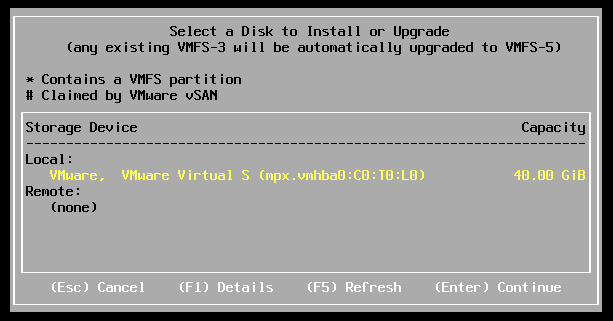 Select a Disk to Install or Upgrade
(any existing VMFS-3 will be automatically upgraded to VMFS-5)
* Contains a VMFS partition
# Claimed by VMware vSAN
Storage Device Capacity
Local:
VMware,  VMware Virtual S (mpx.vmhba0:C0:T0:L0) 40.00 GiB
Remote:
(none)
(Esc) Cancel (F1) Details (F5) Refresh (Enter) Continue